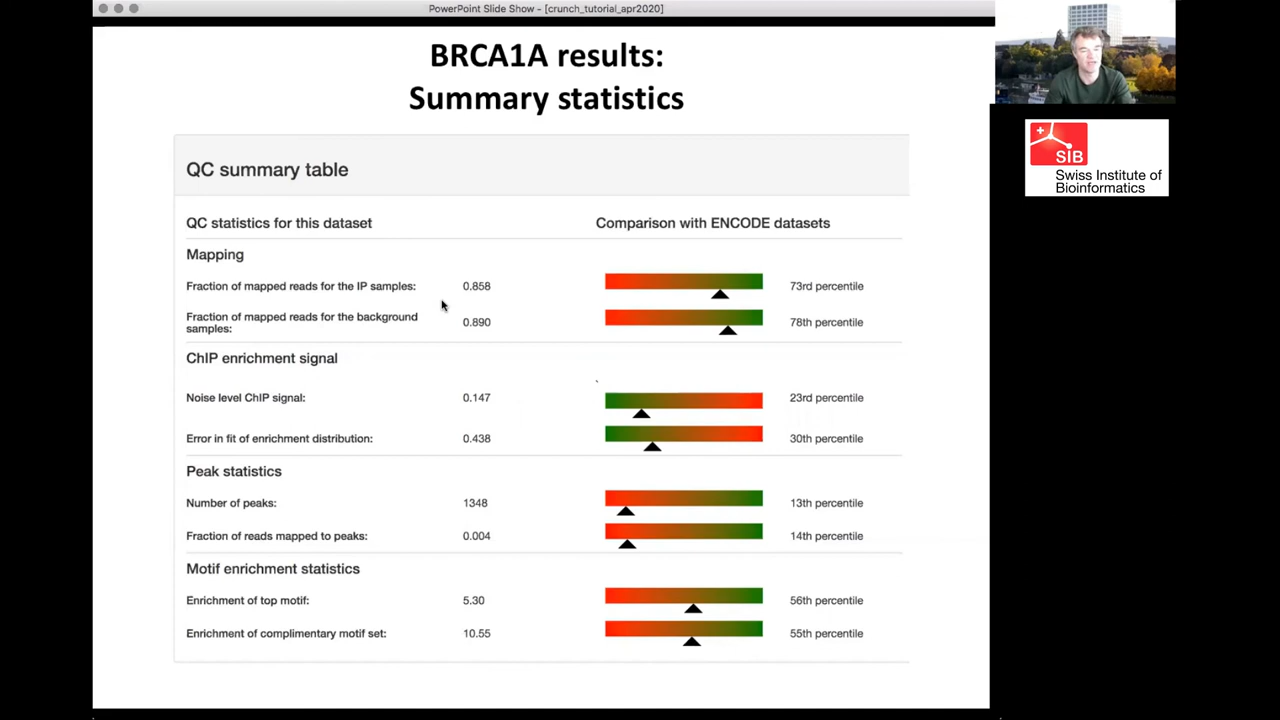 PowerPoint Slide Show - [crunch_tutorial_apr2020]
BRCA1A results:
Summary statistics
SIB
Swiss Institute of
Bioinformatics
QC summary table
QC statistics for this dataset Comparison with ENCODE datasets
Mapping
Fraction of mapped reads for the IP samples: 0.858 73rd percentile
Fraction of mapped reads for the background
samples: 0.890 78th percentile
ChIP enrichment signal
Noise level ChIP signal: 0.147 23rd percentile
Error in fit of enrichment distribution: 0.438 30th percentile
Peak statistics
Number of peaks: 1348 13th percentile
Fraction of reads mapped to peaks: 0.004 14th percentile
Motif enrichment statistics
Enrichment of top motif: 5.30 56th percentile
Enrichment of complimentary motif set: 10.55 55th percentile